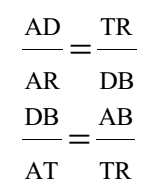 AD/AR = TR/DB
DB/AT = AB/TR